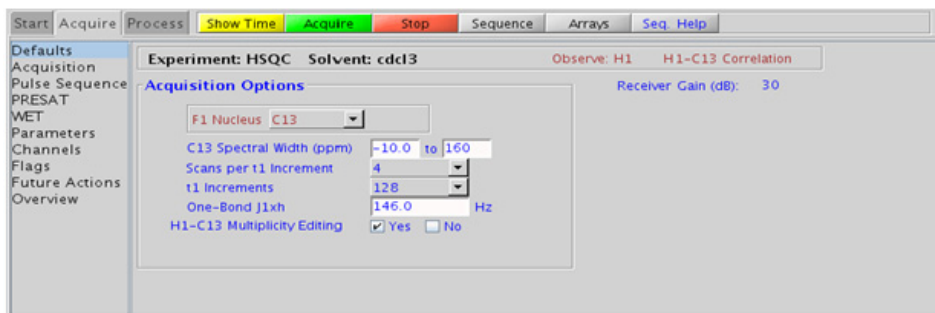 Start Acquire Process Show Time Acquire Stop Sequence Arrays Seq. Help
Defaults
Acquisition
Pulse Sequence
PRESAT
WET
Parameters
Channels
Flags
Future Actions
Overview
Experiment: HSQC Solvent: cdcl3 Observe: H1 H1-C13 Correlation
Acquisition Options
Receiver Gain (dB): 30
F1 Nucleus C13
C13 Spectral Width (ppm) -10.0 to 160
Scans per t1 Increment 4
t1 Increments 128
One-Bond J1xh 146.0 Hz
H1-C13 Multiplicity Editing Yes No